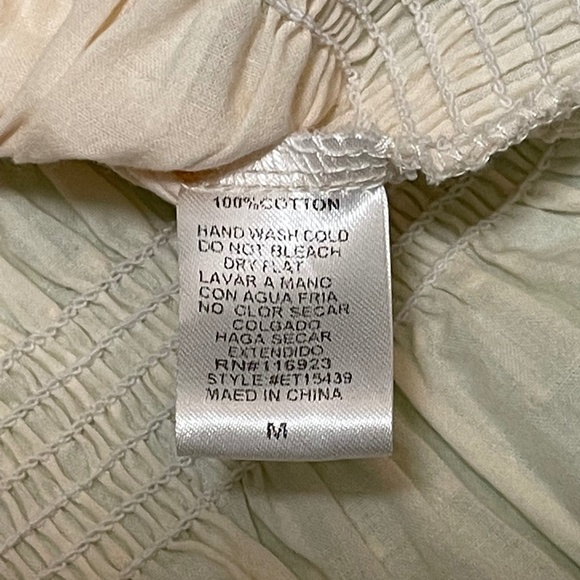 100% COTTON
HAND WASH COLD
DO NOT BLEACH
DRY FLAT
LAVAR A MANO
CON AGUA FRIA
NO CLOR SECAR
COLGADO
HAGA SECAR
EXTENDIDO
RN#116923
STYLE:#ET15439
MAED IN CHINA
M